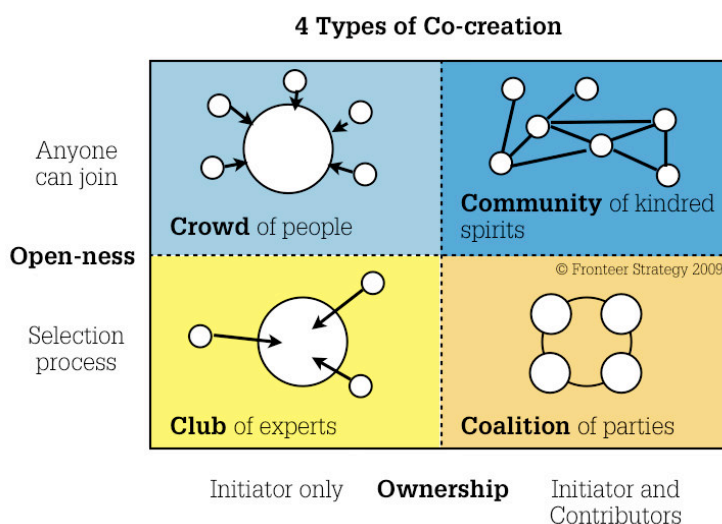 4 Types of Co-creation
Anyone
can join
Crowd of people
Community of kindred
spirits
Open-ness
© Fronteer Strategy 2009
Selection
process
Club of experts
Coalition of parties
Initiator only
Ownership
Initiator and
Contributors